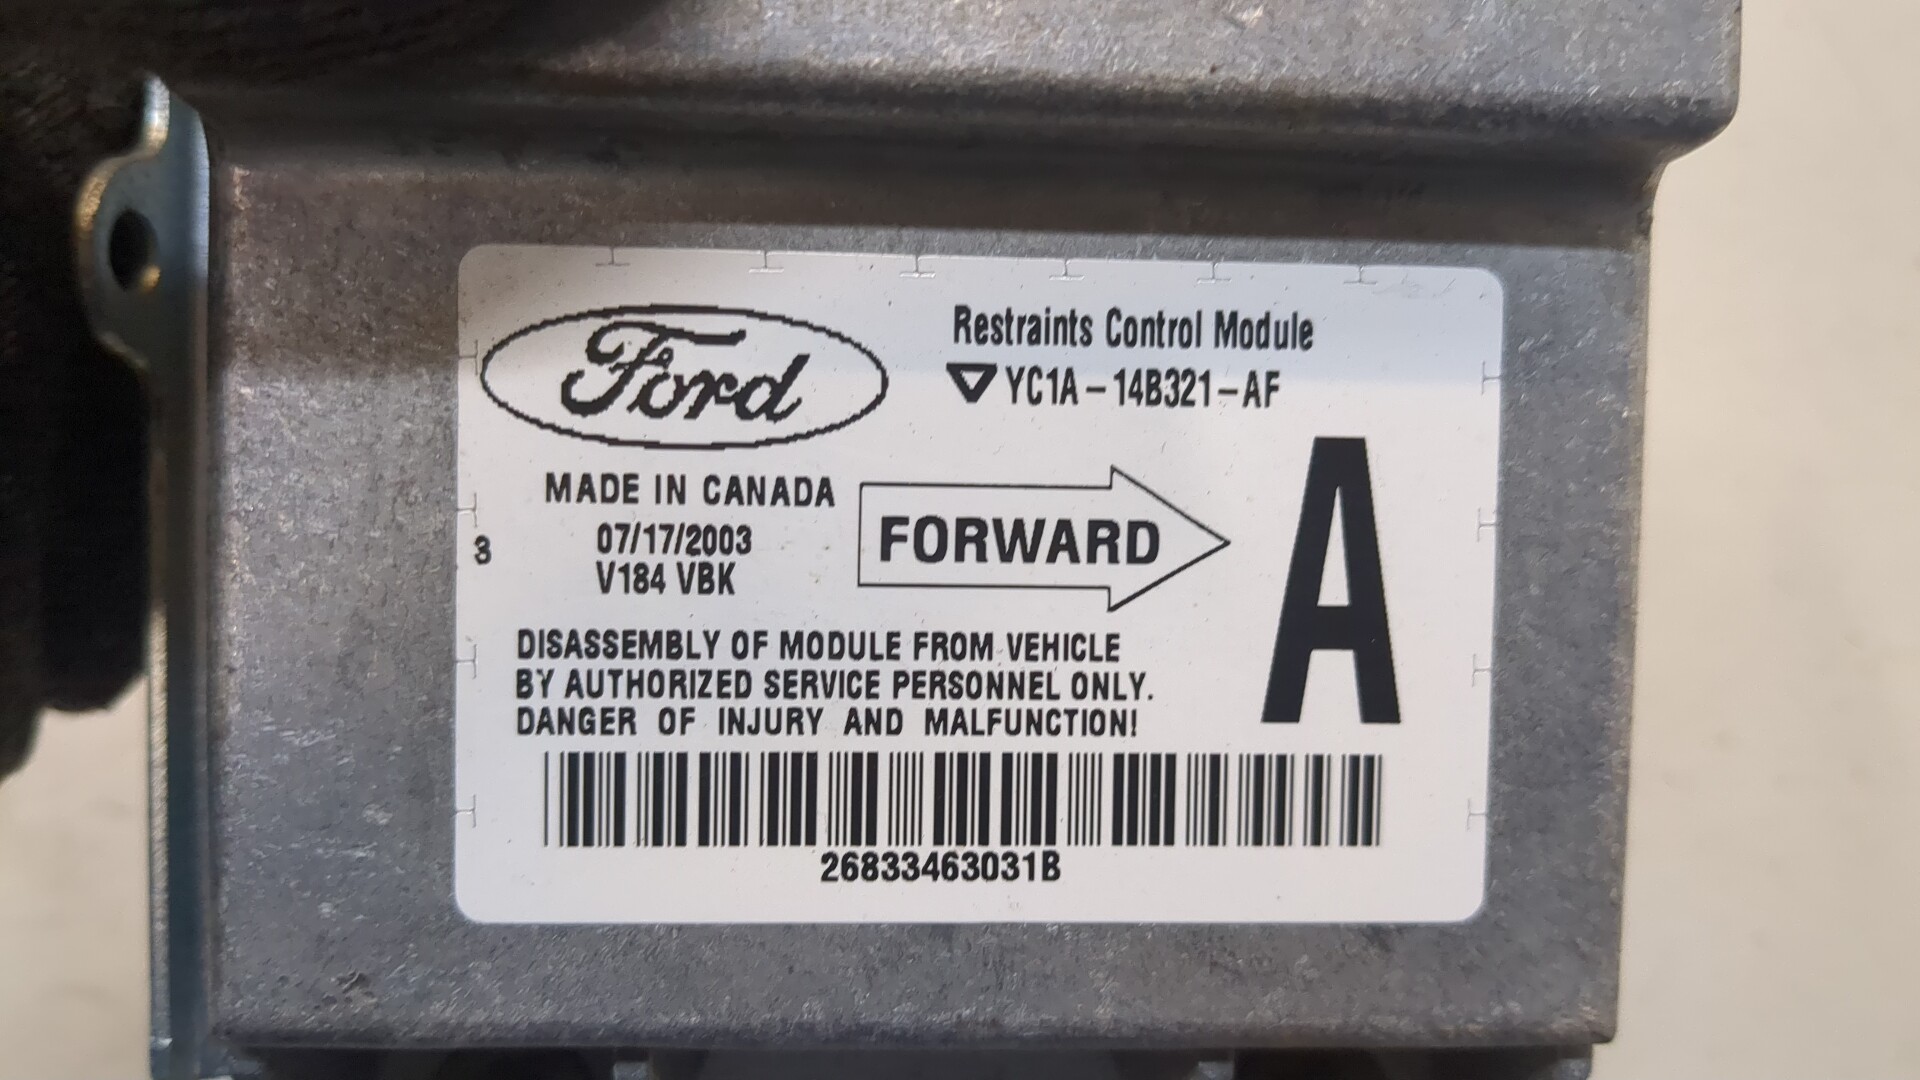 Ford
Restraints Control Module
YC1A-14B321-AF
MADE IN CANADA
07/17/2003
V184 VBK
3
FORWARD
A
DISASSEMBLY OF MODULE FROM VEHICLE
BY AUTHORIZED SERVICE PERSONNEL ONLY.
DANGER OF INJURY AND MALFUNCTION!
26833463031B